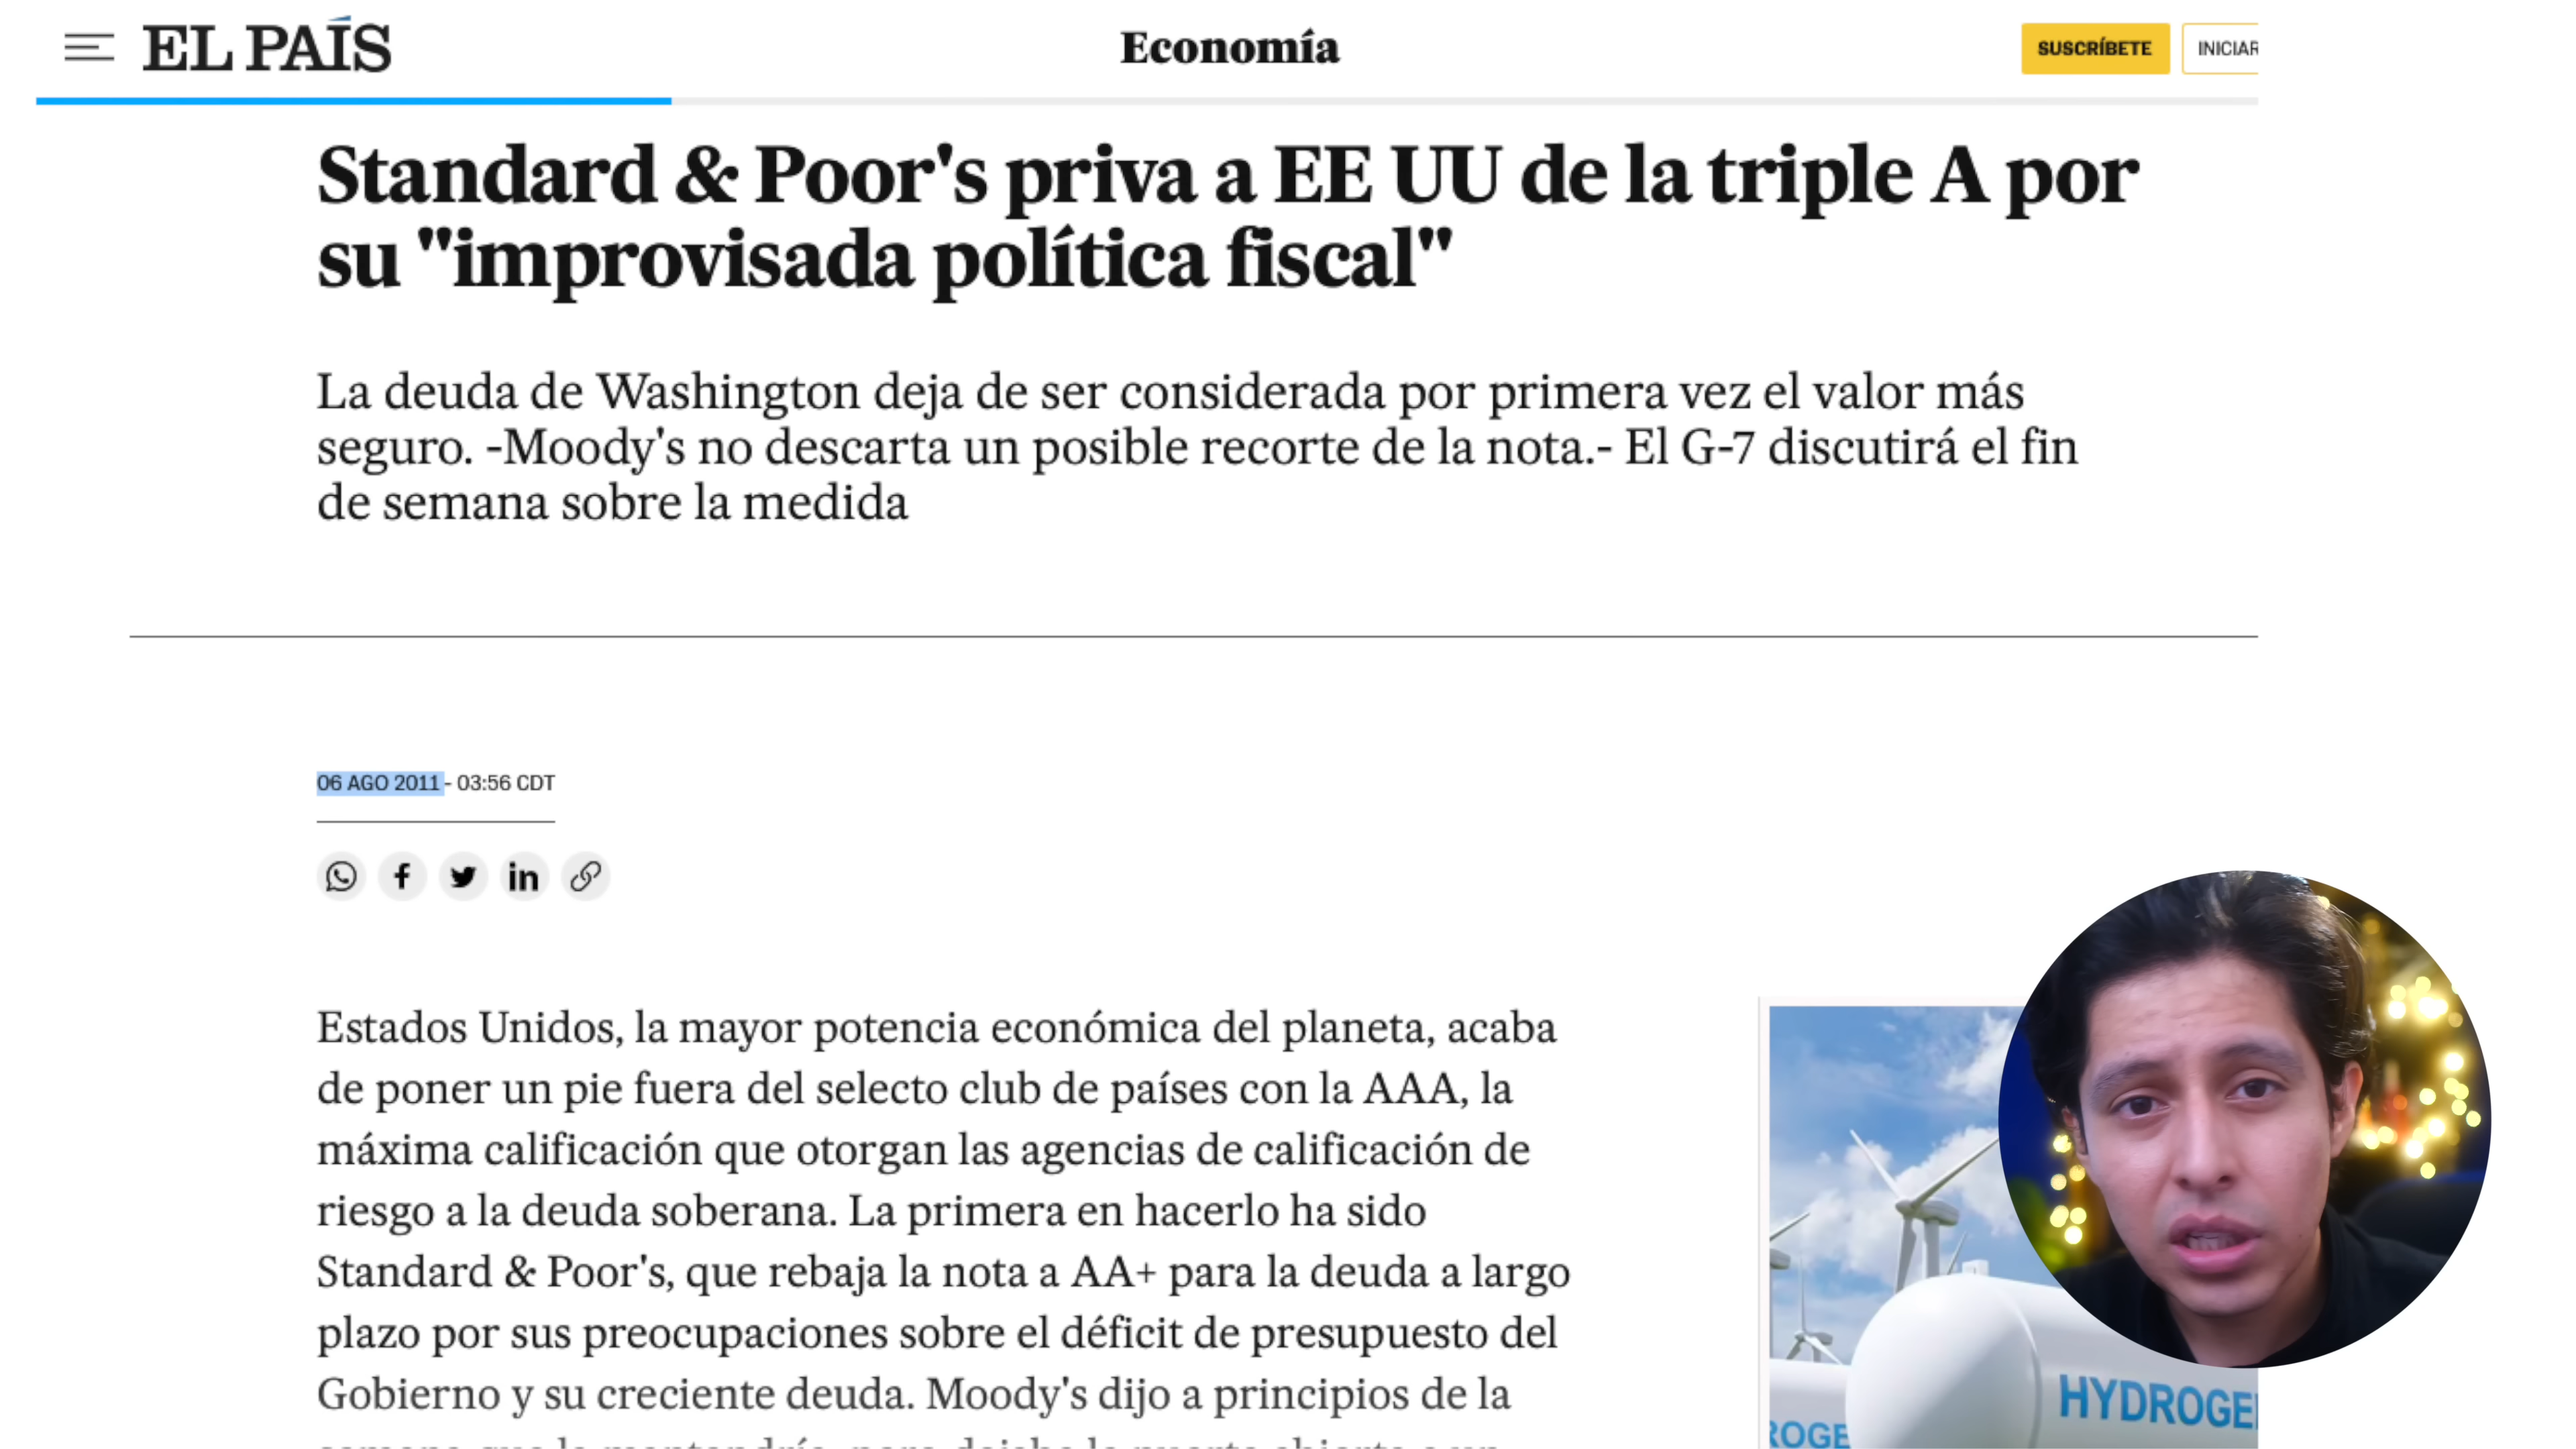 EL PAÍS
Economía
SUSCRÍBETE
INICIAR
Standard & Poor's priva a EE UU de la triple A por
su "improvisada política fiscal"
La deuda de Washington deja de ser considerada por primera vez el valor más
seguro. -Moody's no descarta un posible recorte de la nota.- El G-7 discutirá el fin
de semana sobre la medida
06 AGO 2011 - 03:56 CDT
Estados Unidos, la mayor potencia económica del planeta, acaba
de poner un pie fuera del selecto club de países con la AAA, la
máxima calificación que otorgan las agencias de calificación de
riesgo a la deuda soberana. La primera en hacerlo ha sido
Standard & Poor's, que rebaja la nota a AA+ para la deuda a largo
plazo por sus preocupaciones sobre el déficit de presupuesto del
Gobierno y su creciente deuda. Moody's dijo a principios de la
HYDROGE
ROGE